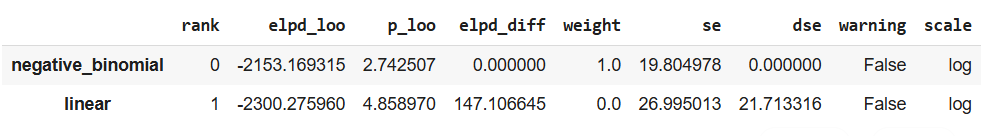 rank elpd_loo p_loo elpd_diff weight se dse warning scale
negative_binomial 0 -2153.169315 2.742507 0.000000 1.0 19.804978 0.000000 False log
linear 1 -2300.275960 4.858970 147.106645 0.0 26.995013 21.713316 False log